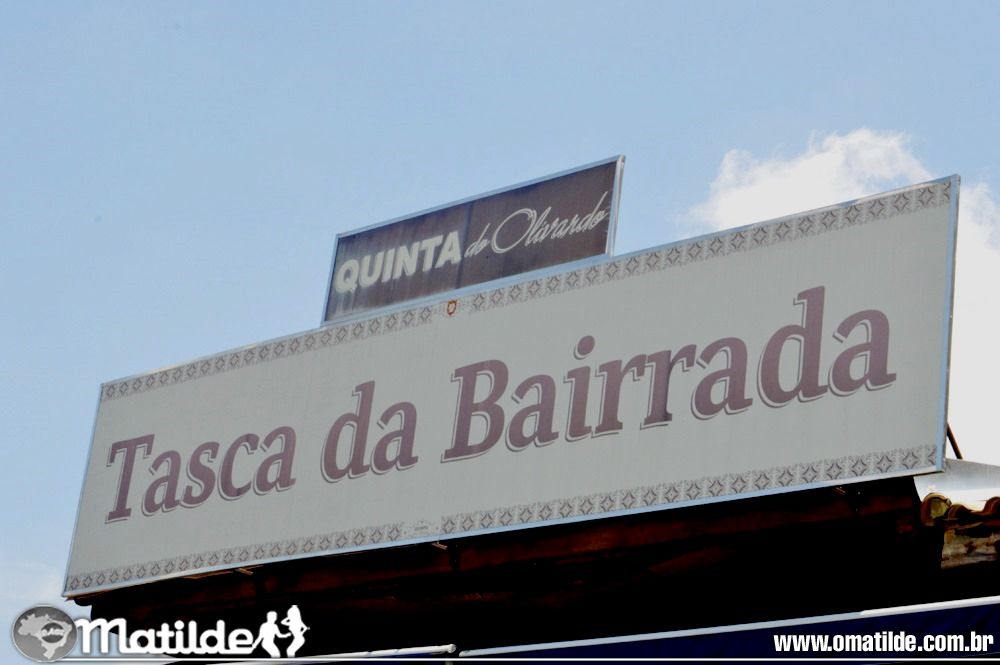 QUINTA do Olivardo
Tasca da Bairrada
Matilde
www.omatilde.com.br